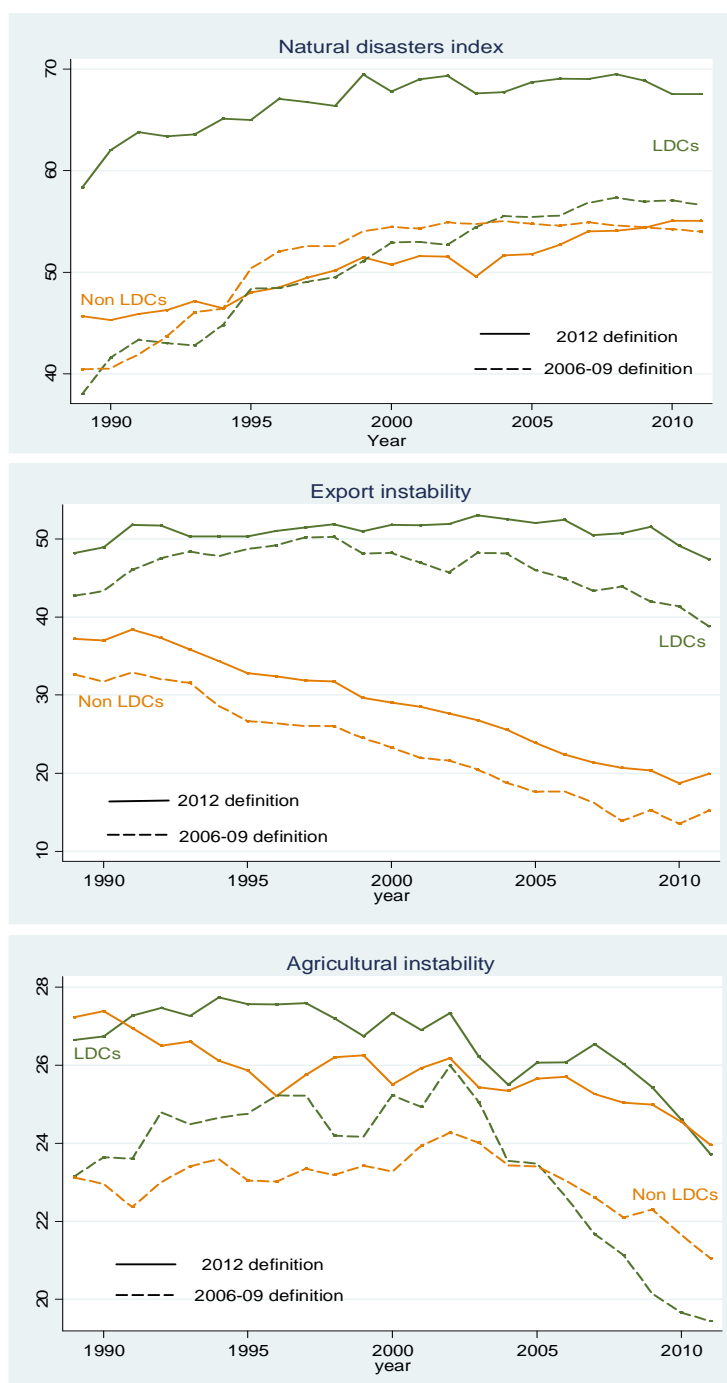 Natural disasters index
70
60
50
40
LDCs
Non LDCs
2012 definition
2006-09 definition
1990 1995 2000 2005 2010
Year
Export instability
50
40
30
20
10
LDCs
Non LDCs
2012 definition
2006-09 definition
1990 1995 2000 2005 2010
year
Agricultural instability
28
26
24
22
20
LDCs
Non LDCs
2012 definition
2006-09 definition
1990 1995 2000 2005 2010
year